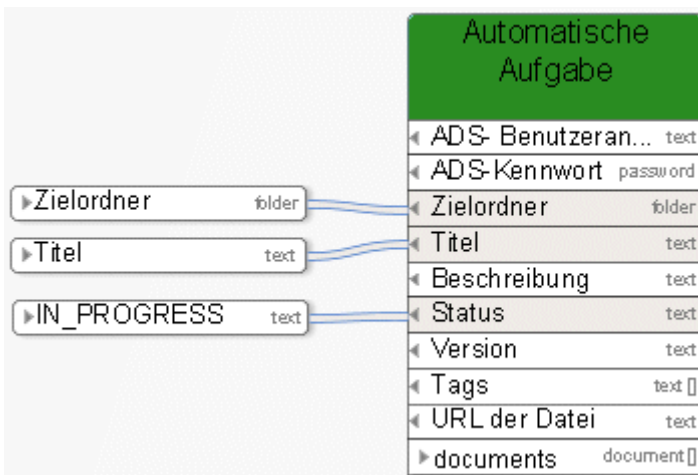 Automatische
Aufgabe
ADS- Benutzeran... text
ADS-Kennwort password
Zielordner folder
Zielordner folder
Titel text
Titel text
Beschreibung text
IN_PROGRESS text
Status text
Version text
Tags text []
URL der Datei text
documents document[]